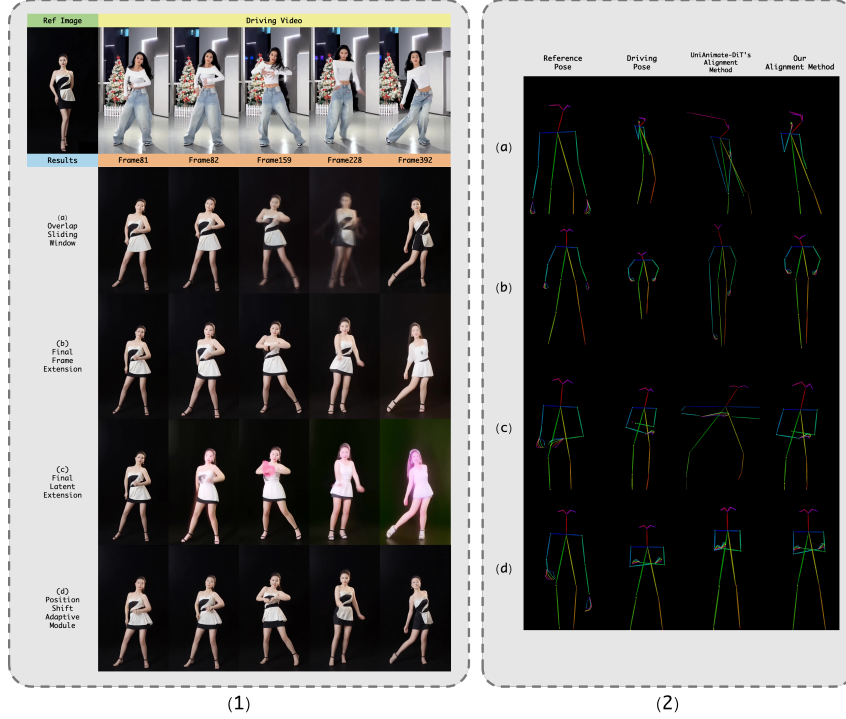 Ref Image
Driving Video
Results
Frame81
Frame82
Frame159
Frame228
Frame392
(a)
Overlap
Sliding
Window
(b)
Final
Frame
Extension
(c)
Final
Latent
Extension
(d)
Position
Shift
Adaptive
Module
(1)
Reference
Pose
Driving
Pose
UniAnimate-DiT's
Alignment
Method
Our
Alignment Method
(a)
(b)
(c)
(d)
(2)